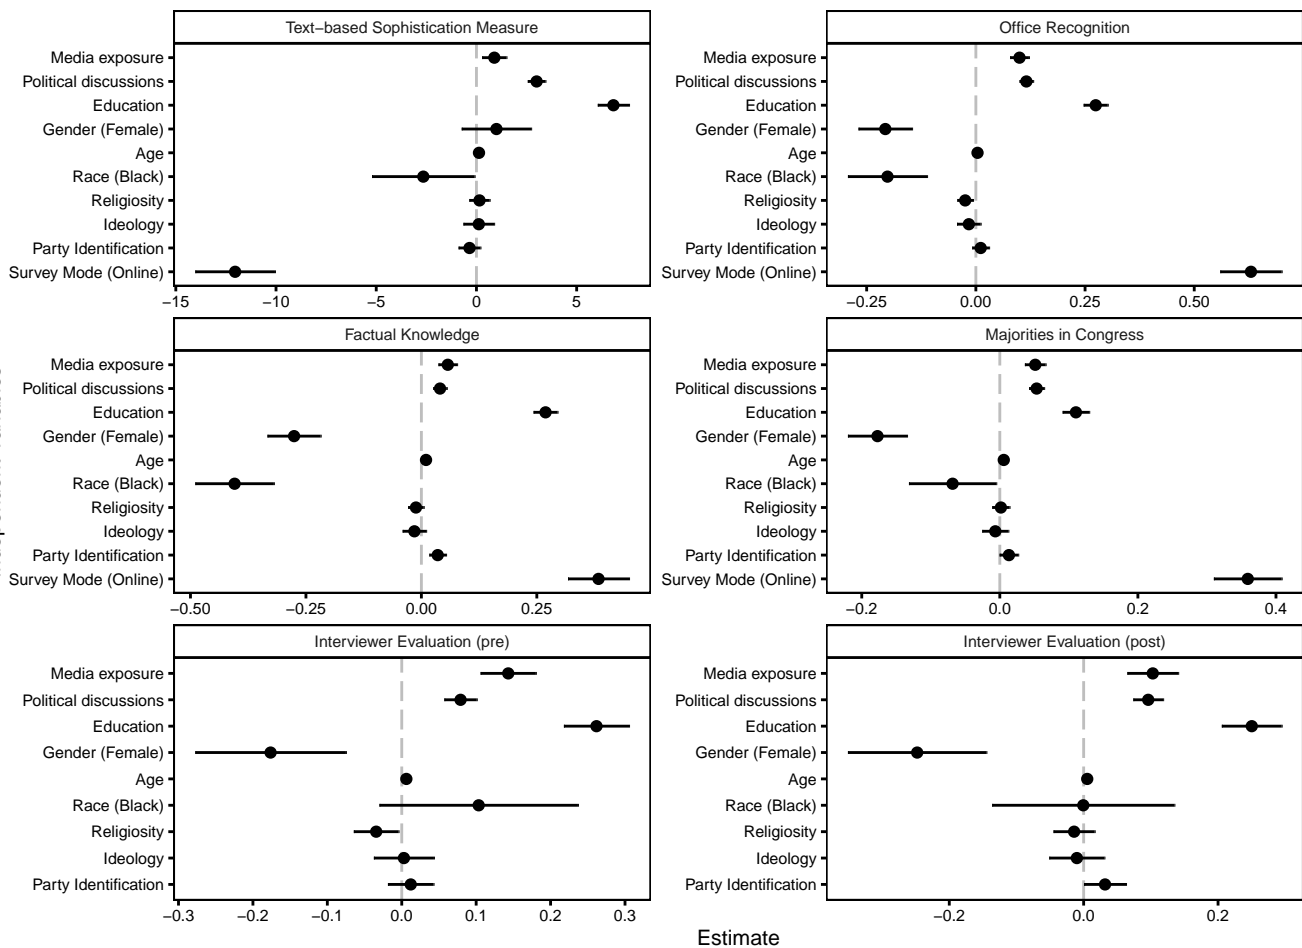 Text−based Sophistication Measure
Media exposure
Political discussions
Education
Gender (Female)
Age
Race (Black)
Religiosity
Ideology
Party Identification
Survey Mode (Online)
−15 −10 −5 0 5
Office Recognition
Media exposure
Political discussions
Education
Gender (Female)
Age
Race (Black)
Religiosity
Ideology
Party Identification
Survey Mode (Online)
−0.25 0.00 0.25 0.50
Factual Knowledge
Media exposure
Political discussions
Education
Gender (Female)
Age
Race (Black)
Religiosity
Ideology
Party Identification
Survey Mode (Online)
−0.50 −0.25 0.00 0.25
Majorities in Congress
Media exposure
Political discussions
Education
Gender (Female)
Age
Race (Black)
Religiosity
Ideology
Party Identification
Survey Mode (Online)
−0.2 0.0 0.2 0.4
Interviewer Evaluation (pre)
Media exposure
Political discussions
Education
Gender (Female)
Age
Race (Black)
Religiosity
Ideology
Party Identification
−0.3 −0.2 −0.1 0.0 0.1 0.2 0.3
Interviewer Evaluation (post)
Media exposure
Political discussions
Education
Gender (Female)
Age
Race (Black)
Religiosity
Ideology
Party Identification
−0.2 0.0 0.2
Estimate